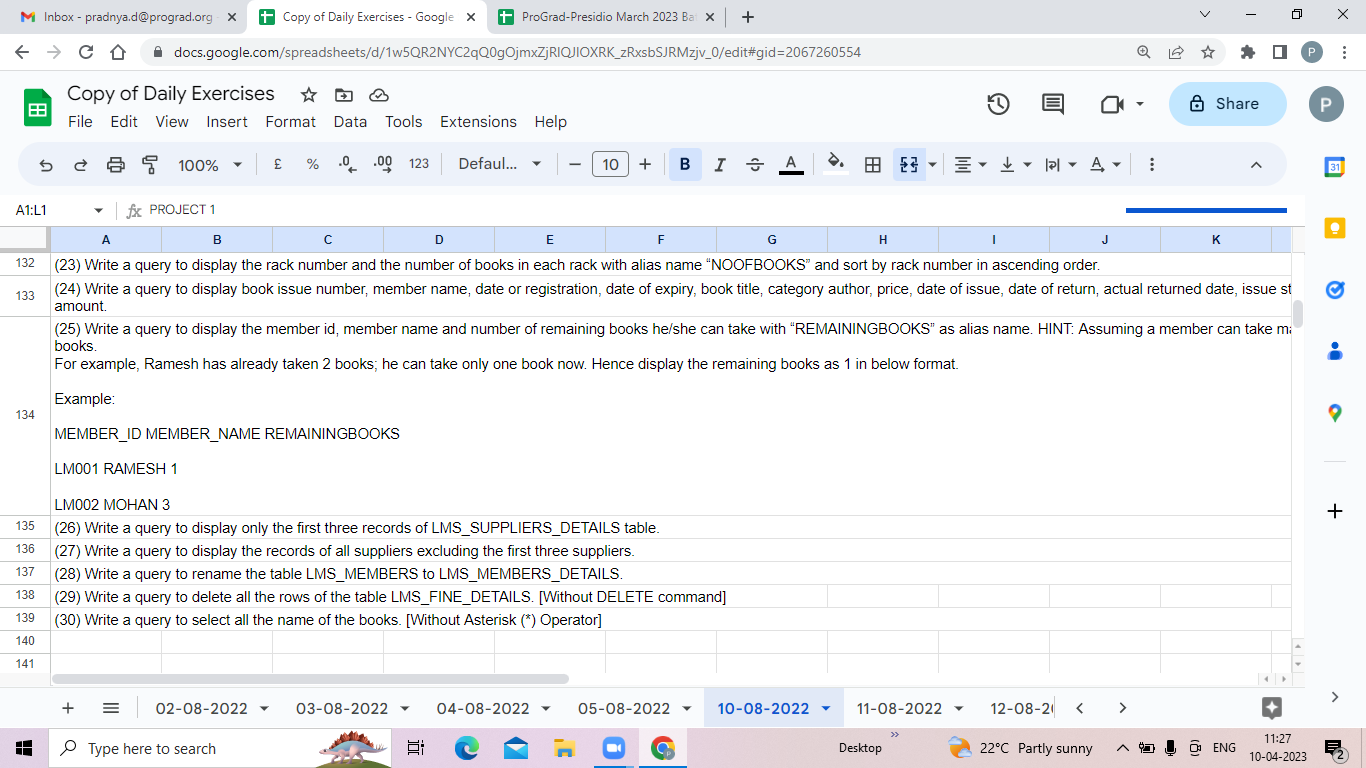 Inbox - pradnya.d@prograd.org
Copy of Daily Exercises - Google
ProGrad-Presidio March 2023 Ba
docs.google.com/spreadsheets/d/1w5QR2NYC2qQ0gOjmxZjRIQJIOXRK_zRxsbSJRMzjv_0/edit#gid=2067260554
P
Copy of Daily Exercises
File Edit View Insert Format Data Tools Extensions Help
Share
P
100% £ % .0 .00 123 Defaul... 10 B I S A
31
A1:L1 fx PROJECT 1
A B C D E F G H I J K
132 (23) Write a query to display the rack number and the number of books in each rack with alias name “NOOFBOOKS” and sort by rack number in ascending order.
133 (24) Write a query to display book issue number, member name, date or registration, date of expiry, book title, category author, price, date of issue, date of return, actual returned date, issue st
amount.
(25) Write a query to display the member id, member name and number of remaining books he/she can take with “REMAININGBOOKS” as alias name. HINT: Assuming a member can take ma
books.
For example, Ramesh has already taken 2 books; he can take only one book now. Hence display the remaining books as 1 in below format.
Example:
134
MEMBER_ID MEMBER_NAME REMAININGBOOKS
LM001 RAMESH 1
LM002 MOHAN 3
135 (26) Write a query to display only the first three records of LMS_SUPPLIERS_DETAILS table.
136 (27) Write a query to display the records of all suppliers excluding the first three suppliers.
137 (28) Write a query to rename the table LMS_MEMBERS to LMS_MEMBERS_DETAILS.
138 (29) Write a query to delete all the rows of the table LMS_FINE_DETAILS. [Without DELETE command]
139 (30) Write a query to select all the name of the books. [Without Asterisk (*) Operator]
140
141
02-08-2022 03-08-2022 04-08-2022 05-08-2022 10-08-2022 11-08-2022 12-08-2
Type here to search
Desktop
22°C Partly sunny
ENG
11:27
10-04-2023
2